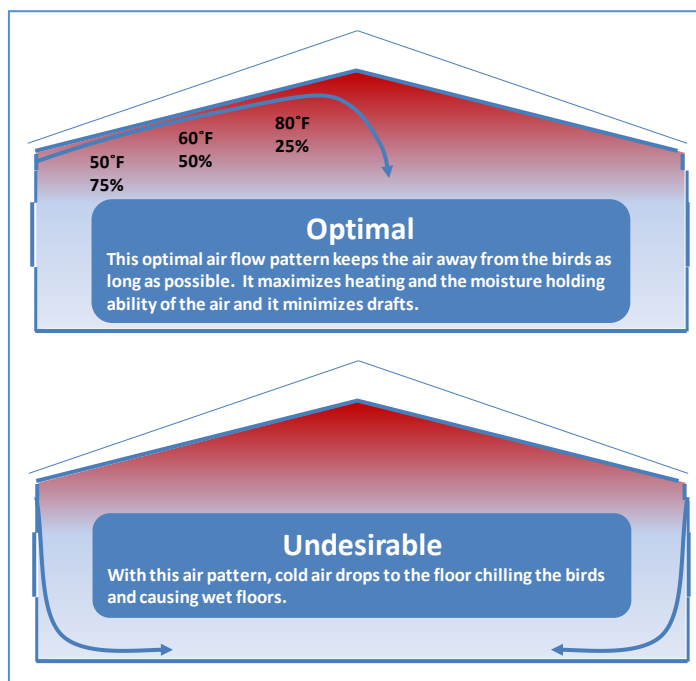 80˚F
25%
60˚F
50%
50˚F
75%
Optimal
This optimal air flow pattern keeps the air away from the birds as
long as possible.  It maximizes heating and the moisture holding
ability of the air and it minimizes drafts.
Undesirable
With this air pattern, cold air drops to the floor chilling the birds
and causing wet floors.